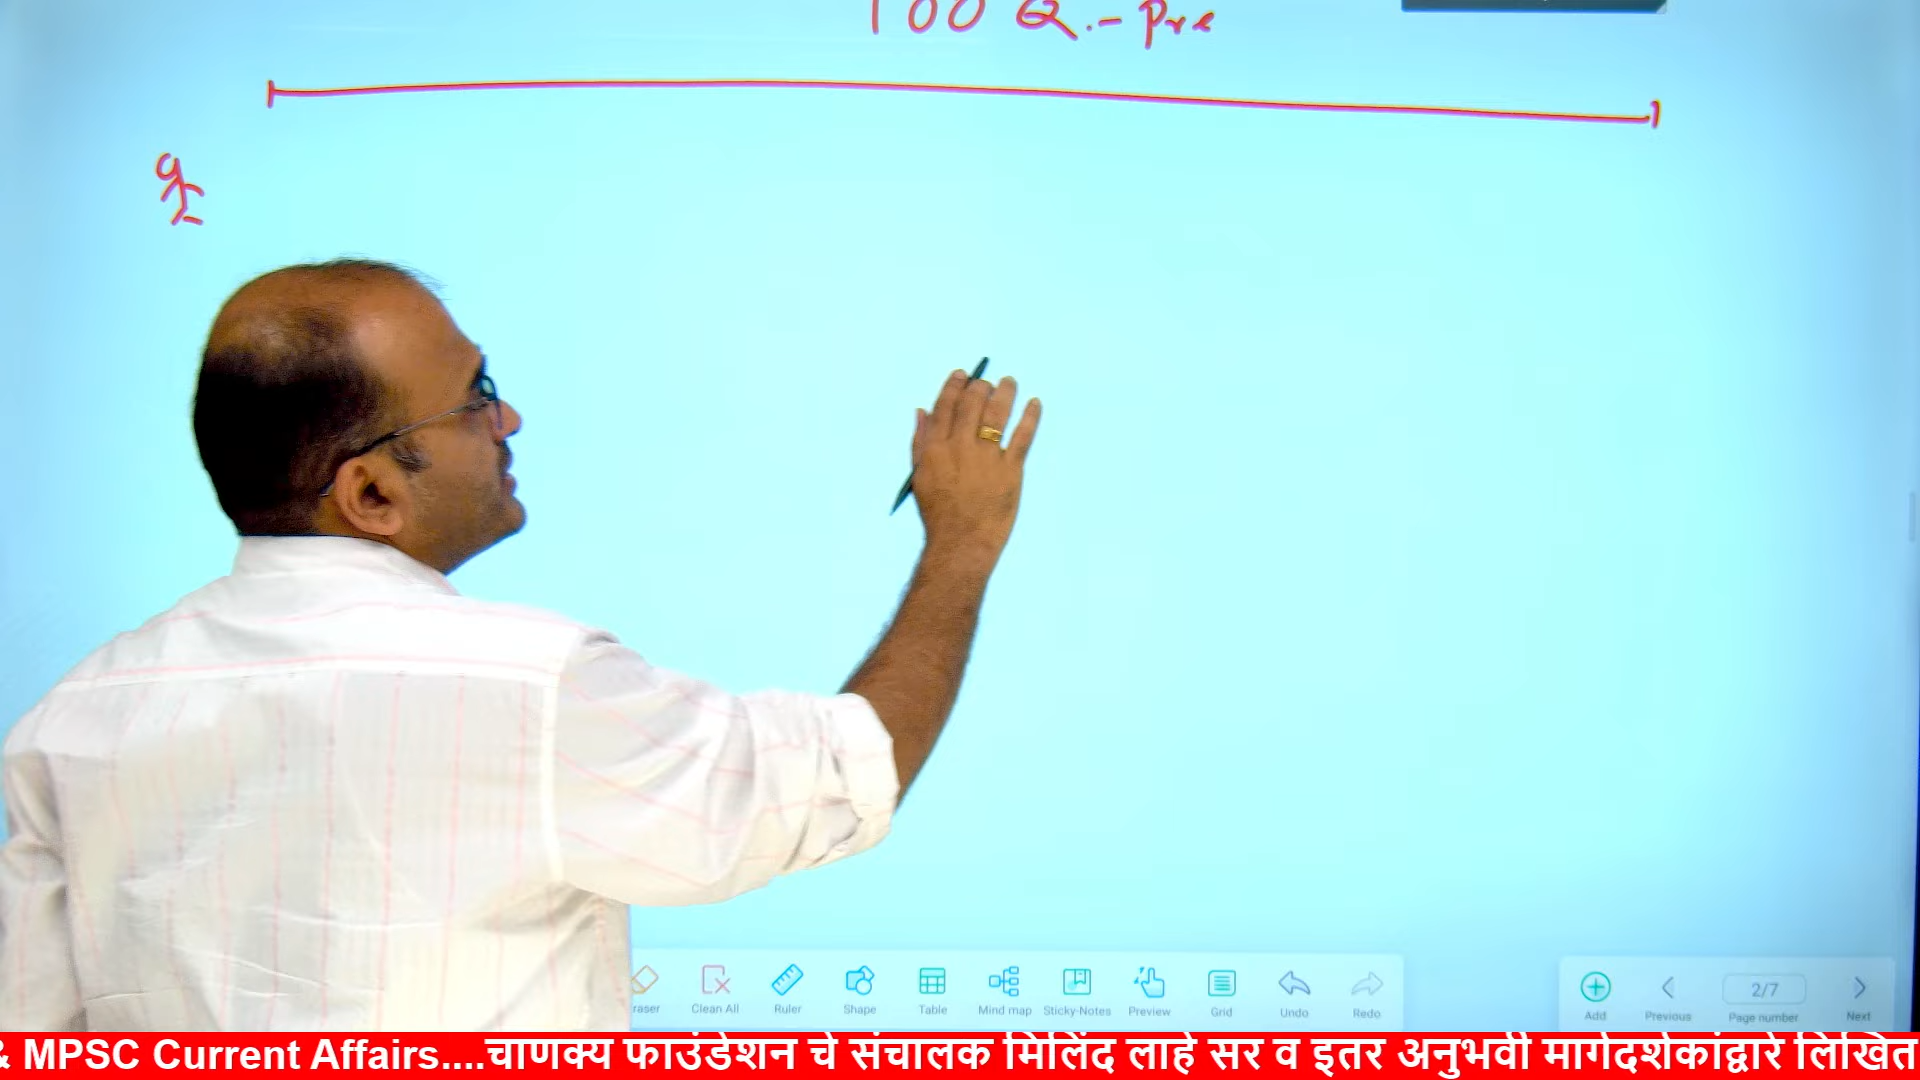 100 Q.- Pre
raser Clean All Ruler Shape Table Mind map Sticky-Notes Preview Grid Undo Redo
Add Previous 2/7 Page number Next
& MPSC Current Affairs....चाणक्य फाउंडेशन चे संचालक मिलिंद लाहे सर व इतर अनुभवी मार्गदर्शकांद्वारे लिखित